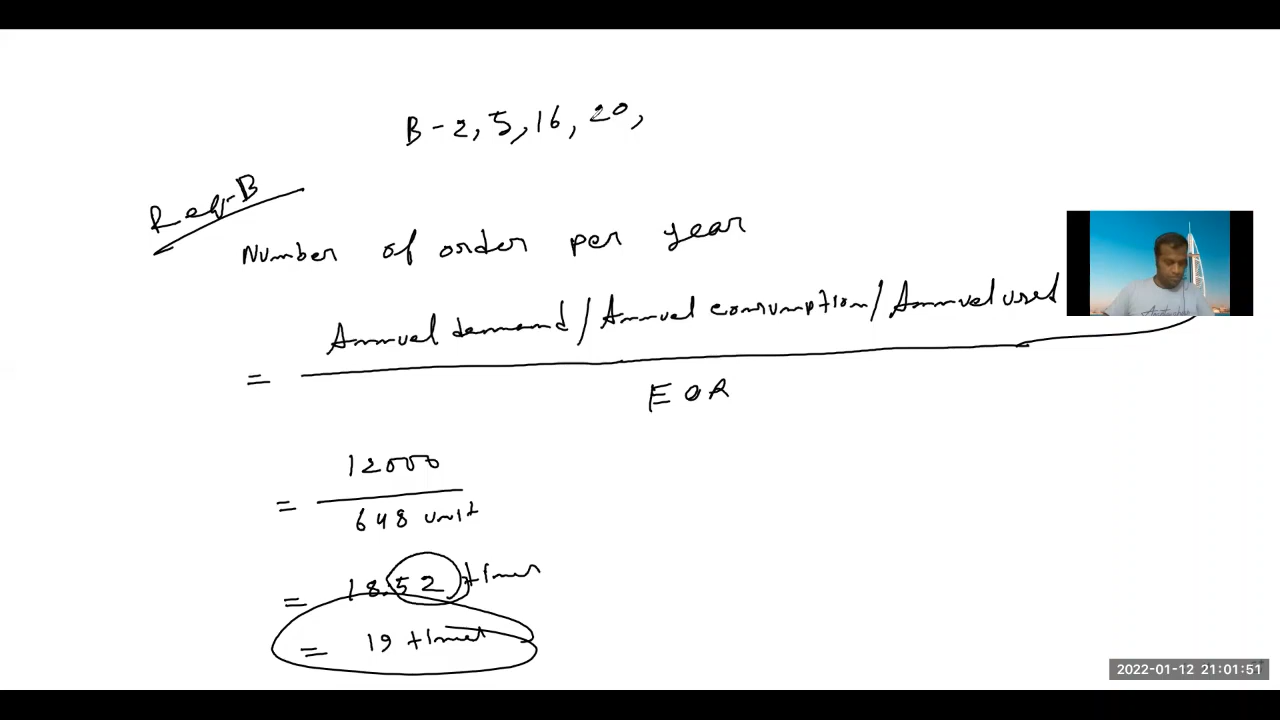 B - 2, 5, 16, 20,
Req-B
Number of order per year
= Annual demand / Annual consumption / Annual used
EOQ
= 12000
648 unit
= 18.52 times
= 19 times
2022-01-12 21:01:51